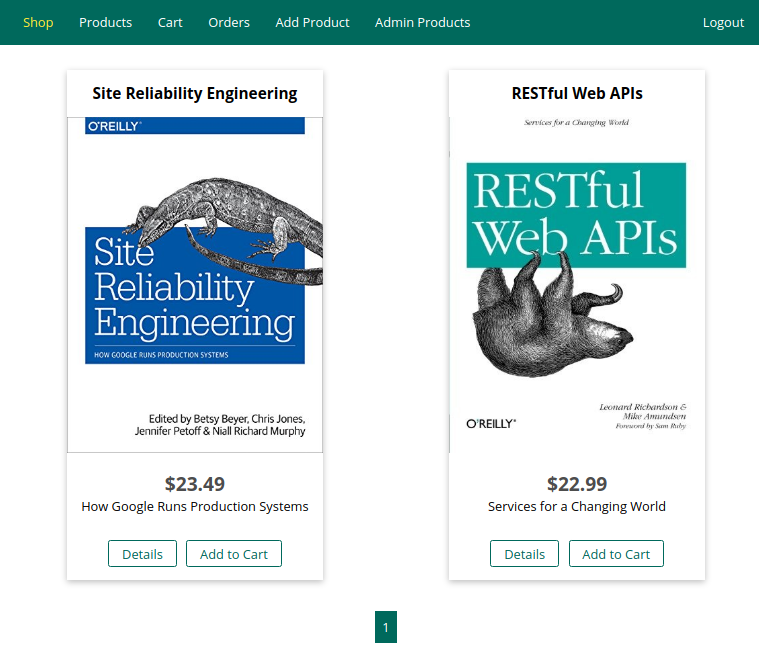 Shop Products Cart Orders Add Product Admin Products Logout
Site Reliability Engineering
O'REILLY®
Site
Reliability
Engineering
HOW GOOGLE RUNS PRODUCTION SYSTEMS
Edited by Betsy Beyer, Chris Jones,
Jennifer Petoff & Niall Richard Murphy
$23.49
How Google Runs Production Systems
Details Add to Cart
RESTful Web APIs
Services for a Changing World
RESTful
Web APIs
Leonard Richardson &
Mike Amundsen
Foreword by Sam Ruby
O'REILLY®
$22.99
Services for a Changing World
Details Add to Cart
1